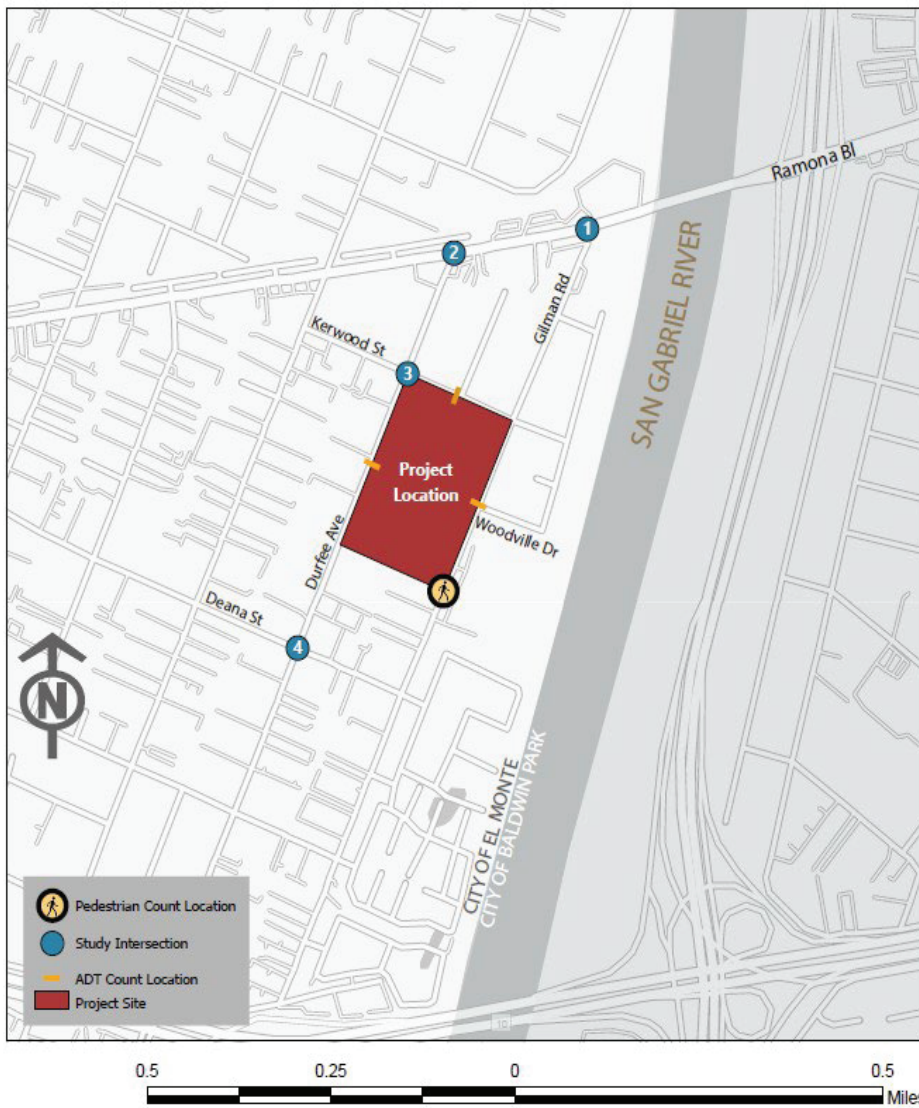 Ramona Bl
1
2
Gilman Rd
SAN GABRIEL RIVER
Kerwood St
3
Project
Location
Woodville Dr
Durfee Ave
Deana St
4
N
CITY OF EL MONTE
CITY OF BALDWIN PARK
Pedestrian Count Location
Study Intersection
ADT Count Location
Project Site
10
0.5 0.25 0 0.5
Miles